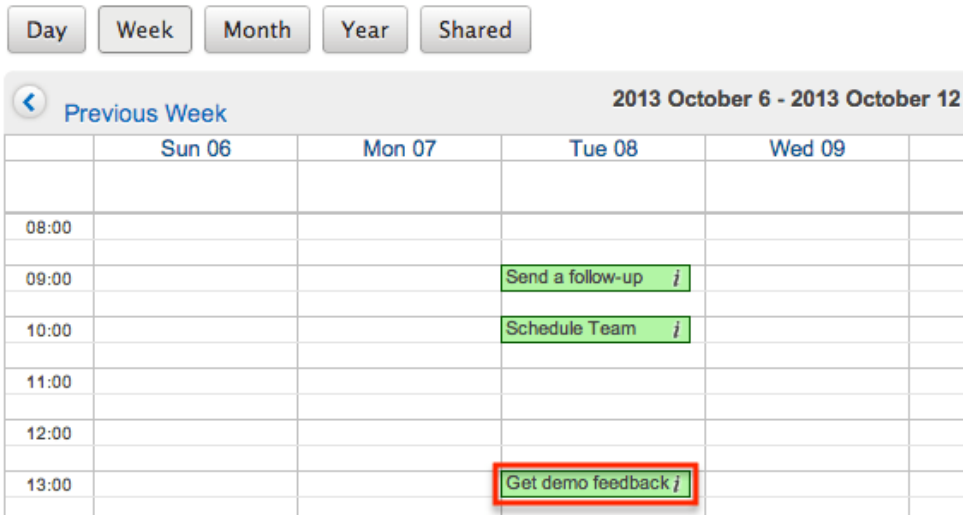 Day Week Month Year Shared
Previous Week 2013 October 6 - 2013 October 12
Sun 06 Mon 07 Tue 08 Wed 09
08:00
09:00 Send a follow-up i
10:00 Schedule Team i
11:00
12:00
13:00 Get demo feedback i